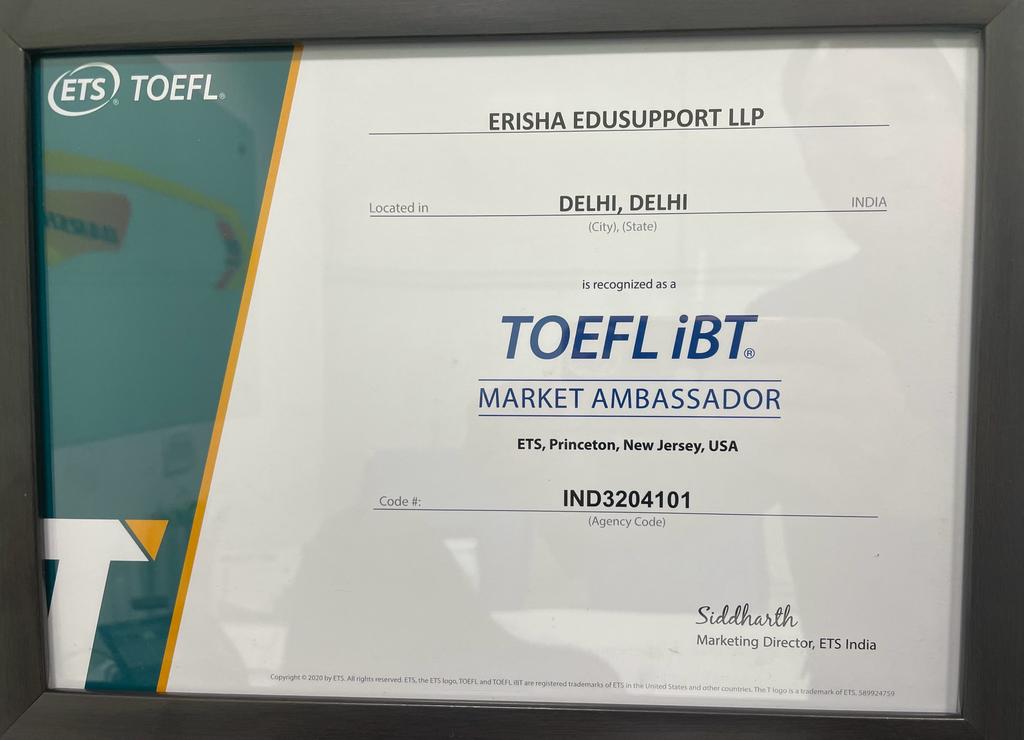 ETS® TOEFL®
ERISHA EDUSUPPORT LLP
Located in DELHI, DELHI INDIA
(City), (State)
is recognized as a
TOEFL iBT®
MARKET AMBASSADOR
ETS, Princeton, New Jersey, USA
Code #: IND3204101
(Agency Code)
Siddharth
Marketing Director, ETS India
Copyright © 2020 by ETS. All rights reserved. ETS, the ETS logo, TOEFL and TOEFL iBT are registered trademarks of ETS in the United States and other countries. The T logo is a trademark of ETS. 589924759